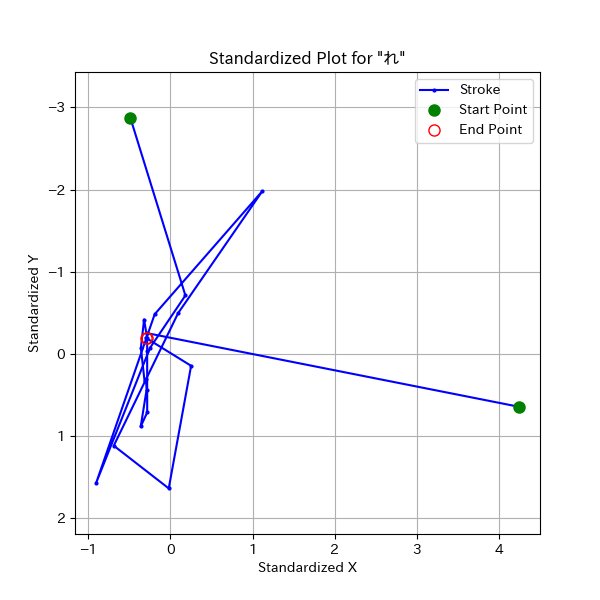 Standardized Plot for "れ"
Stroke
Start Point
End Point
−3
−2
−1
0
1
2
Standardized Y
−1 0 1 2 3 4
Standardized X